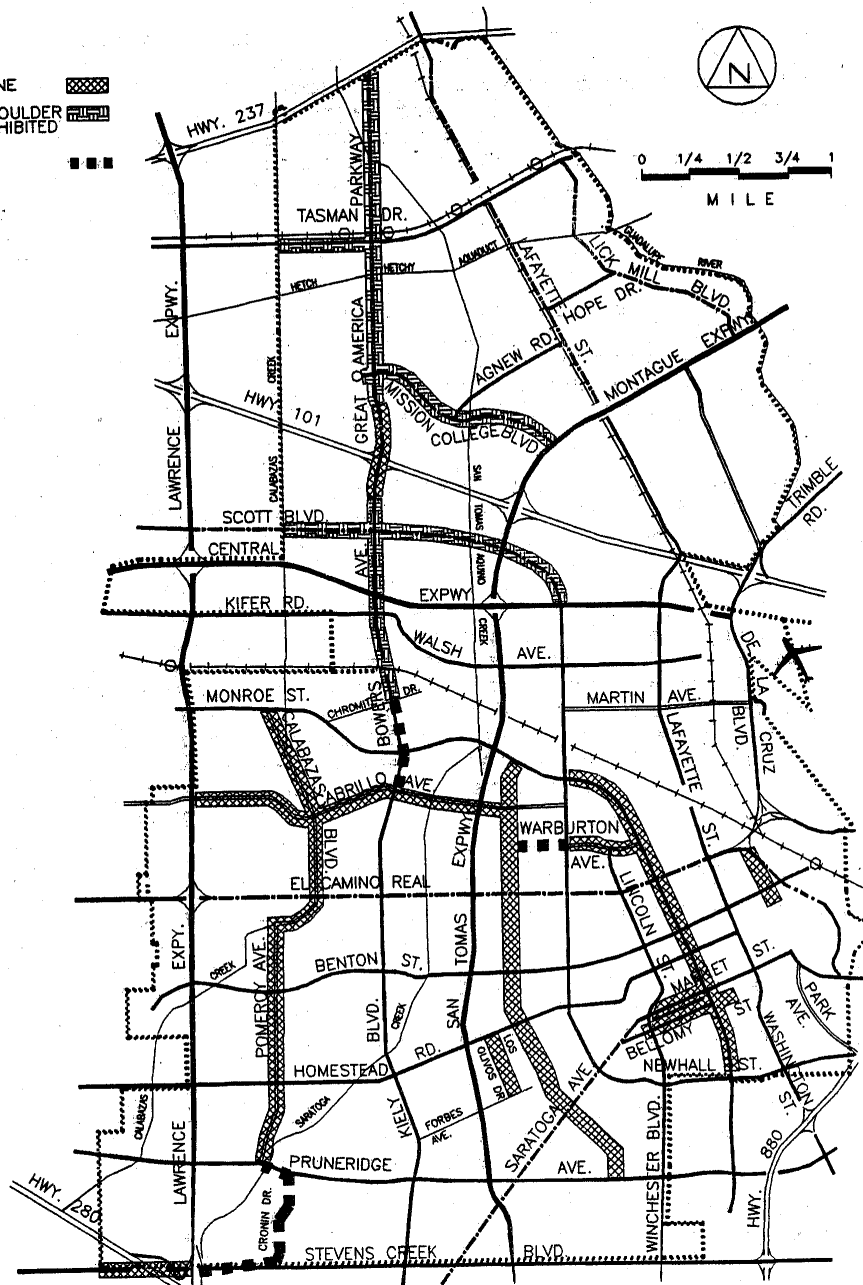 NE
OULDER
HIBITED
N
0 1/4 1/2 3/4 1
MILE
HWY. 237
PARKWAY
TASMAN DR.
HETCH HETCHY AQUADUCT
GUADALUPE RIVER
LICK MILL BLVD.
LAFAYETTE ST.
HOPE DR.
AGNEW RD.
MONTAGUE EXPWY
EXPWY.
GREAT AMERICA
MISSION COLLEGE BLVD
HWY. 101
CREEK
CALABAZAS
LAWRENCE
SAN TOMAS AQUINO CREEK
TRIMBLE RD.
SCOTT BLVD.
CENTRAL EXPWY
AVE.
KIFER RD.
WALSH AVE.
DE LA CRUZ BLVD.
MONROE ST.
CHROMITE DR.
BOWERS
MARTIN AVE.
LAFAYETTE ST.
CALABAZAS BLVD.
CABRILLO AVE
EXPWY
WARBURTON AVE.
EL CAMINO REAL
LINCOLN ST.
EXPY.
CREEK
POMEROY AVE.
BENTON ST.
TOMAS
SAN
MARKET ST.
PARK AVE.
BELLOMY ST
WASHINGTON ST.
BLVD.
CREEK
HOMESTEAD RD.
LOS PADRES
NEWHALL ST.
CALABAZAS
SARATOGA
KIELY
FORBES AVE.
SARATOGA AVE.
LAWRENCE
PRUNERIDGE AVE.
WINCHESTER BLVD.
HWY. 880
HWY. 280
CRONIN DR.
STEVENS CREEK BLVD.